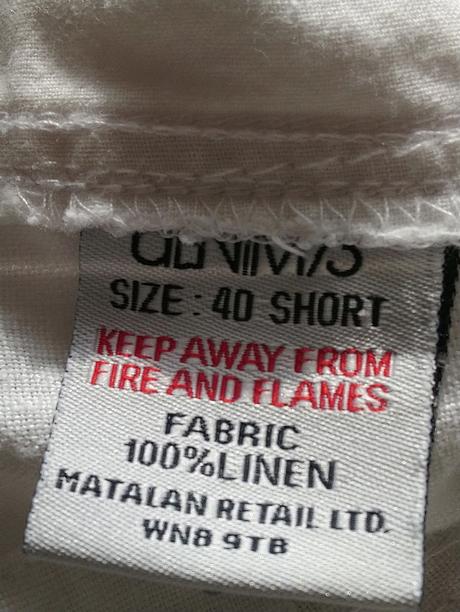 SIZE : 40 SHORT
KEEP AWAY FROM
FIRE AND FLAMES
FABRIC
100%LINEN
MATALAN RETAIL LTD.
WN8 9TB